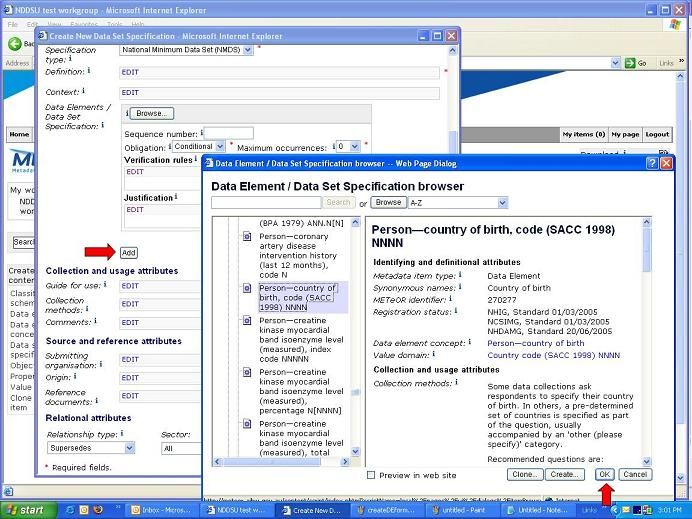 NDDSU test workgroup - Microsoft Internet Explorer
File Edit View Favorites Tools Help
Back
Address
Go
Links »
Home
My items (0) My page Logout
Create New Data Set Specification - Microsoft Internet Explorer
Specification type: National Minimum Data Set (NMDS) *
Definition: EDIT *
Context: EDIT
Data Elements / Data Set Specification: Browse...
Sequence number:
Obligation: Conditional * Maximum occurrences: 0 *
Verification rules
EDIT
Justification
EDIT
Add
Collection and usage attributes
Guide for use: EDIT
Collection methods: EDIT
Comments: EDIT
Source and reference attributes
Submitting organisation: EDIT
Origin: EDIT
Reference documents: EDIT
Relational attributes
Relationship type: Sector:
Supersedes All
* Required fields.
Data Element / Data Set Specification browser -- Web Page Dialog
Data Element / Data Set Specification browser
Search or Browse A-Z
(BPA 1979) ANN.N[N]
Person—coronary
artery disease
intervention history
(last 12 months),
code N
Person—country of
birth, code (SACC
1998) NNNN
Person—creatine
kinase myocardial
band isoenzyme level
(measured), index
code NNNNN
Person—creatine
kinase myocardial
band isoenzyme level
(measured),
percentage N[NNNN]
Person—creatine
kinase myocardial
band isoenzyme level
(measured), total
Person—country of birth, code (SACC 1998)
NNNN
Identifying and definitional attributes
Metadata item type: Data Element
Synonymous names: Country of birth
METeOR identifier: 270277
Registration status: NHIG, Standard 01/03/2005
NCSIMG, Standard 01/03/2005
NHDAMG, Standard 20/06/2005
Data element concept: Person—country of birth
Value domain: Country code (SACC 1998) NNNN
Collection and usage attributes
Collection methods:
Some data collections ask
respondents to specify their country
of birth. In others, a pre-determined
set of countries is specified as part
of the question, usually
accompanied by an 'other (please
specify)' category.
Recommended questions are:
Preview in web site Clone... Create... OK Cancel
start Inbox - Microsoft ... NDDSU test w... Create New D... createDEform... untitled - Paint Untitled - Note... Links » 3:01 PM